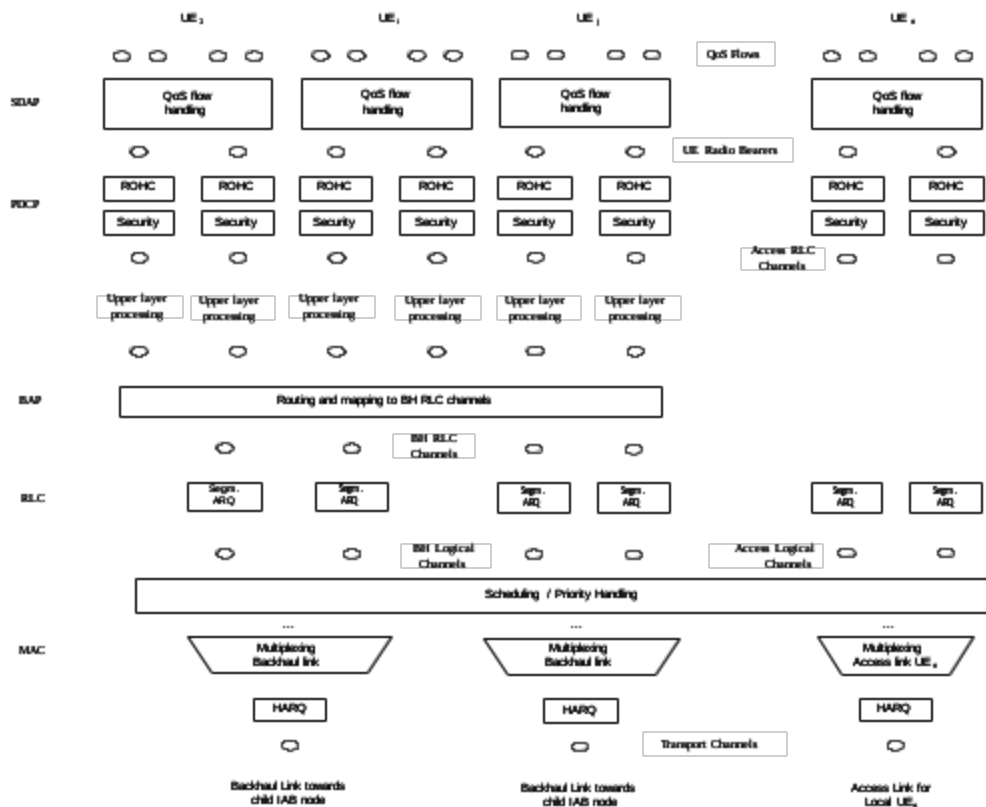 UE₂ UE₁ UE j UE n
QoS Flows
SDAP
QoS flow handling
QoS flow handling
QoS flow handling
QoS flow handling
UE Radio Bearers
PDCP
ROHC ROHC ROHC ROHC ROHC ROHC ROHC ROHC
Security Security Security Security Security Security Security Security
Access RLC
Channels
Upper layer Upper layer Upper layer Upper layer Upper layer Upper layer
processing processing processing processing processing processing
BAP
Routing and mapping to BH RLC channels
BH RLC
Channels
RLC
Segm. Segm. Segm. Segm. Segm. Segm.
ARQ ARQ ARQ ARQ ARQ ARQ
BH Logical
Channels
Access Logical
Channels
Scheduling / Priority Handling
... ... ...
MAC
Multiplexing Multiplexing Multiplexing
Backhaul link Backhaul link Access link UE n
HARQ HARQ HARQ
Transport Channels
Backhaul Link towards Backhaul Link towards Access Link for
child IAB node child IAB node Local UE n